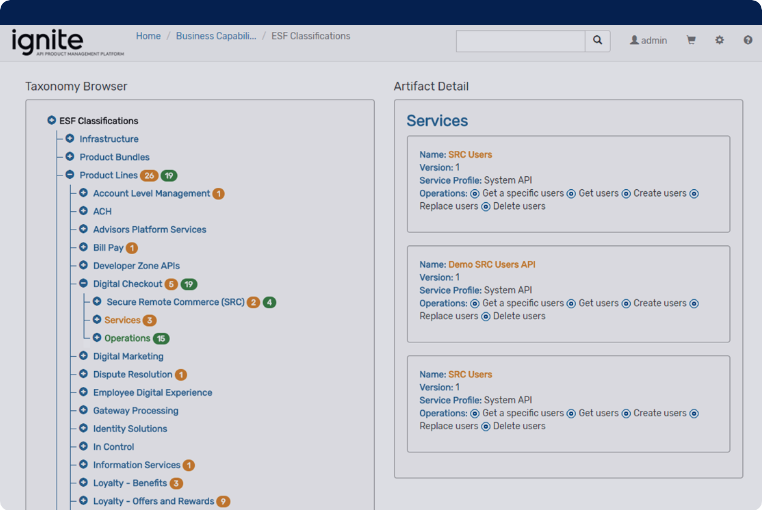 ignite
API PRODUCT MANAGEMENT PLATFORM
Home / Business Capabili... / ESF Classifications
admin
Taxonomy Browser
ESF Classifications
Infrastructure
Product Bundles
Product Lines 26 19
Account Level Management 1
ACH
Advisors Platform Services
Bill Pay 1
Developer Zone APIs
Digital Checkout 5 19
Secure Remote Commerce (SRC) 2 4
Services 3
Operations 15
Digital Marketing
Dispute Resolution 1
Employee Digital Experience
Gateway Processing
Identity Solutions
In Control
Information Services 1
Loyalty - Benefits 3
Loyalty - Offers and Rewards 9
Artifact Detail
Services
Name: SRC Users
Version: 1
Service Profile: System API
Operations: Get a specific users Get users Create users
Replace users Delete users
Name: Demo SRC Users API
Version: 1
Service Profile: System API
Operations: Get a specific users Get users Create users
Replace users Delete users
Name: SRC Users
Version: 1
Service Profile: System API
Operations: Get a specific users Get users Create users
Replace users Delete users